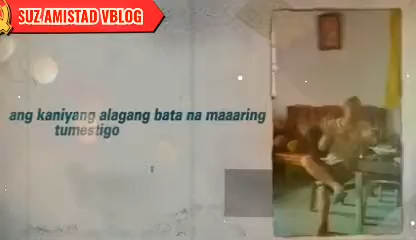 SUZ AMISTAD VBLOG
ang kaniyang alagang bata na maaaring
tumestigo